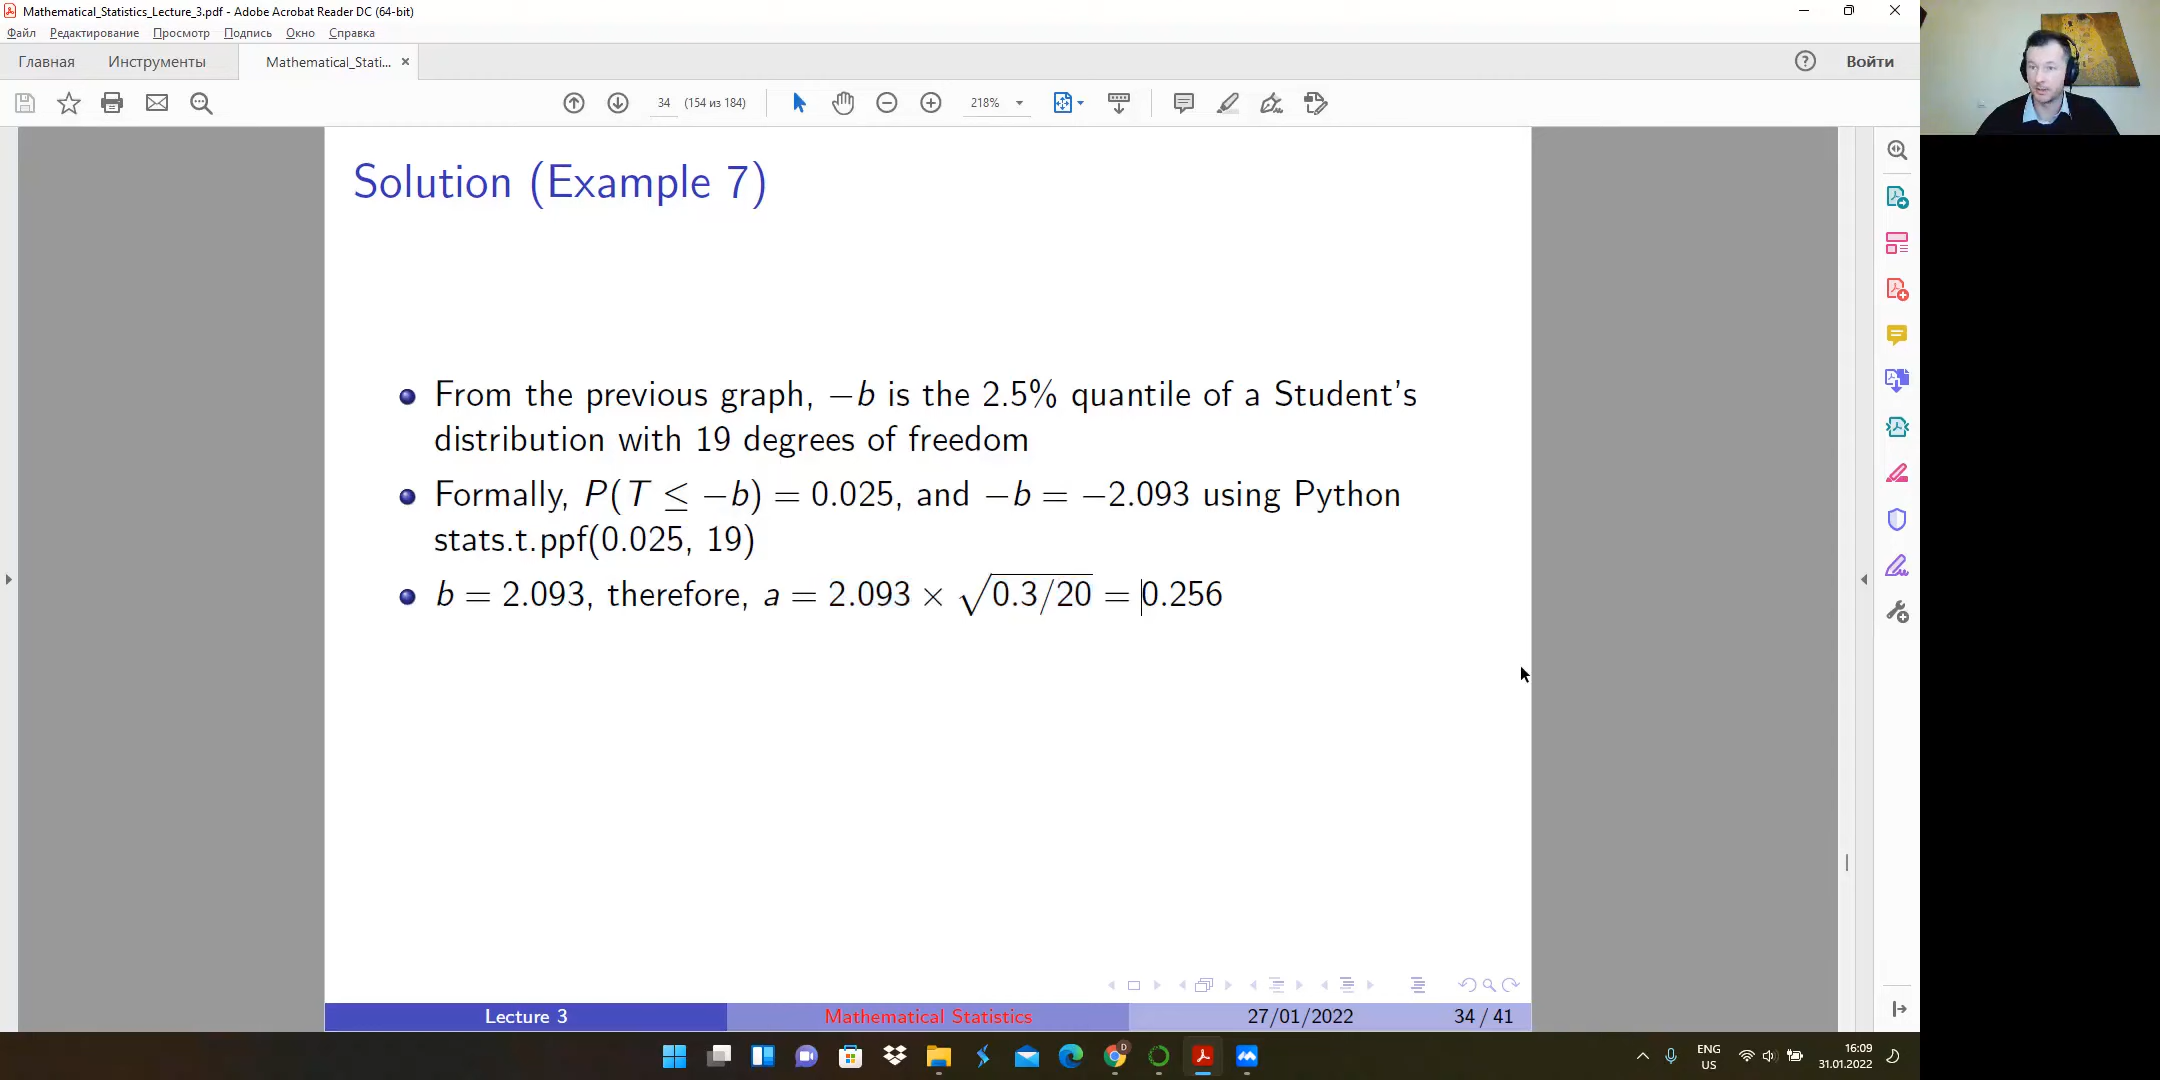 Mathematical_Statistics_Lecture_3.pdf - Adobe Acrobat Reader DC (64-bit)
Файл Редактирование Просмотр Подпись Окно Справка
Главная Инструменты Mathematical_Stati... × Войти
34 (154 из 184) 218%
Solution (Example 7)
From the previous graph, −b is the 2.5% quantile of a Student's
distribution with 19 degrees of freedom
Formally, P(T ≤ −b) = 0.025, and −b = −2.093 using Python
stats.t.ppf(0.025, 19)
b = 2.093, therefore, a = 2.093 × √0.3/20 = 0.256
Lecture 3 Mathematical Statistics 27/01/2022 34 / 41
ENG 16:09
US 31.01.2022